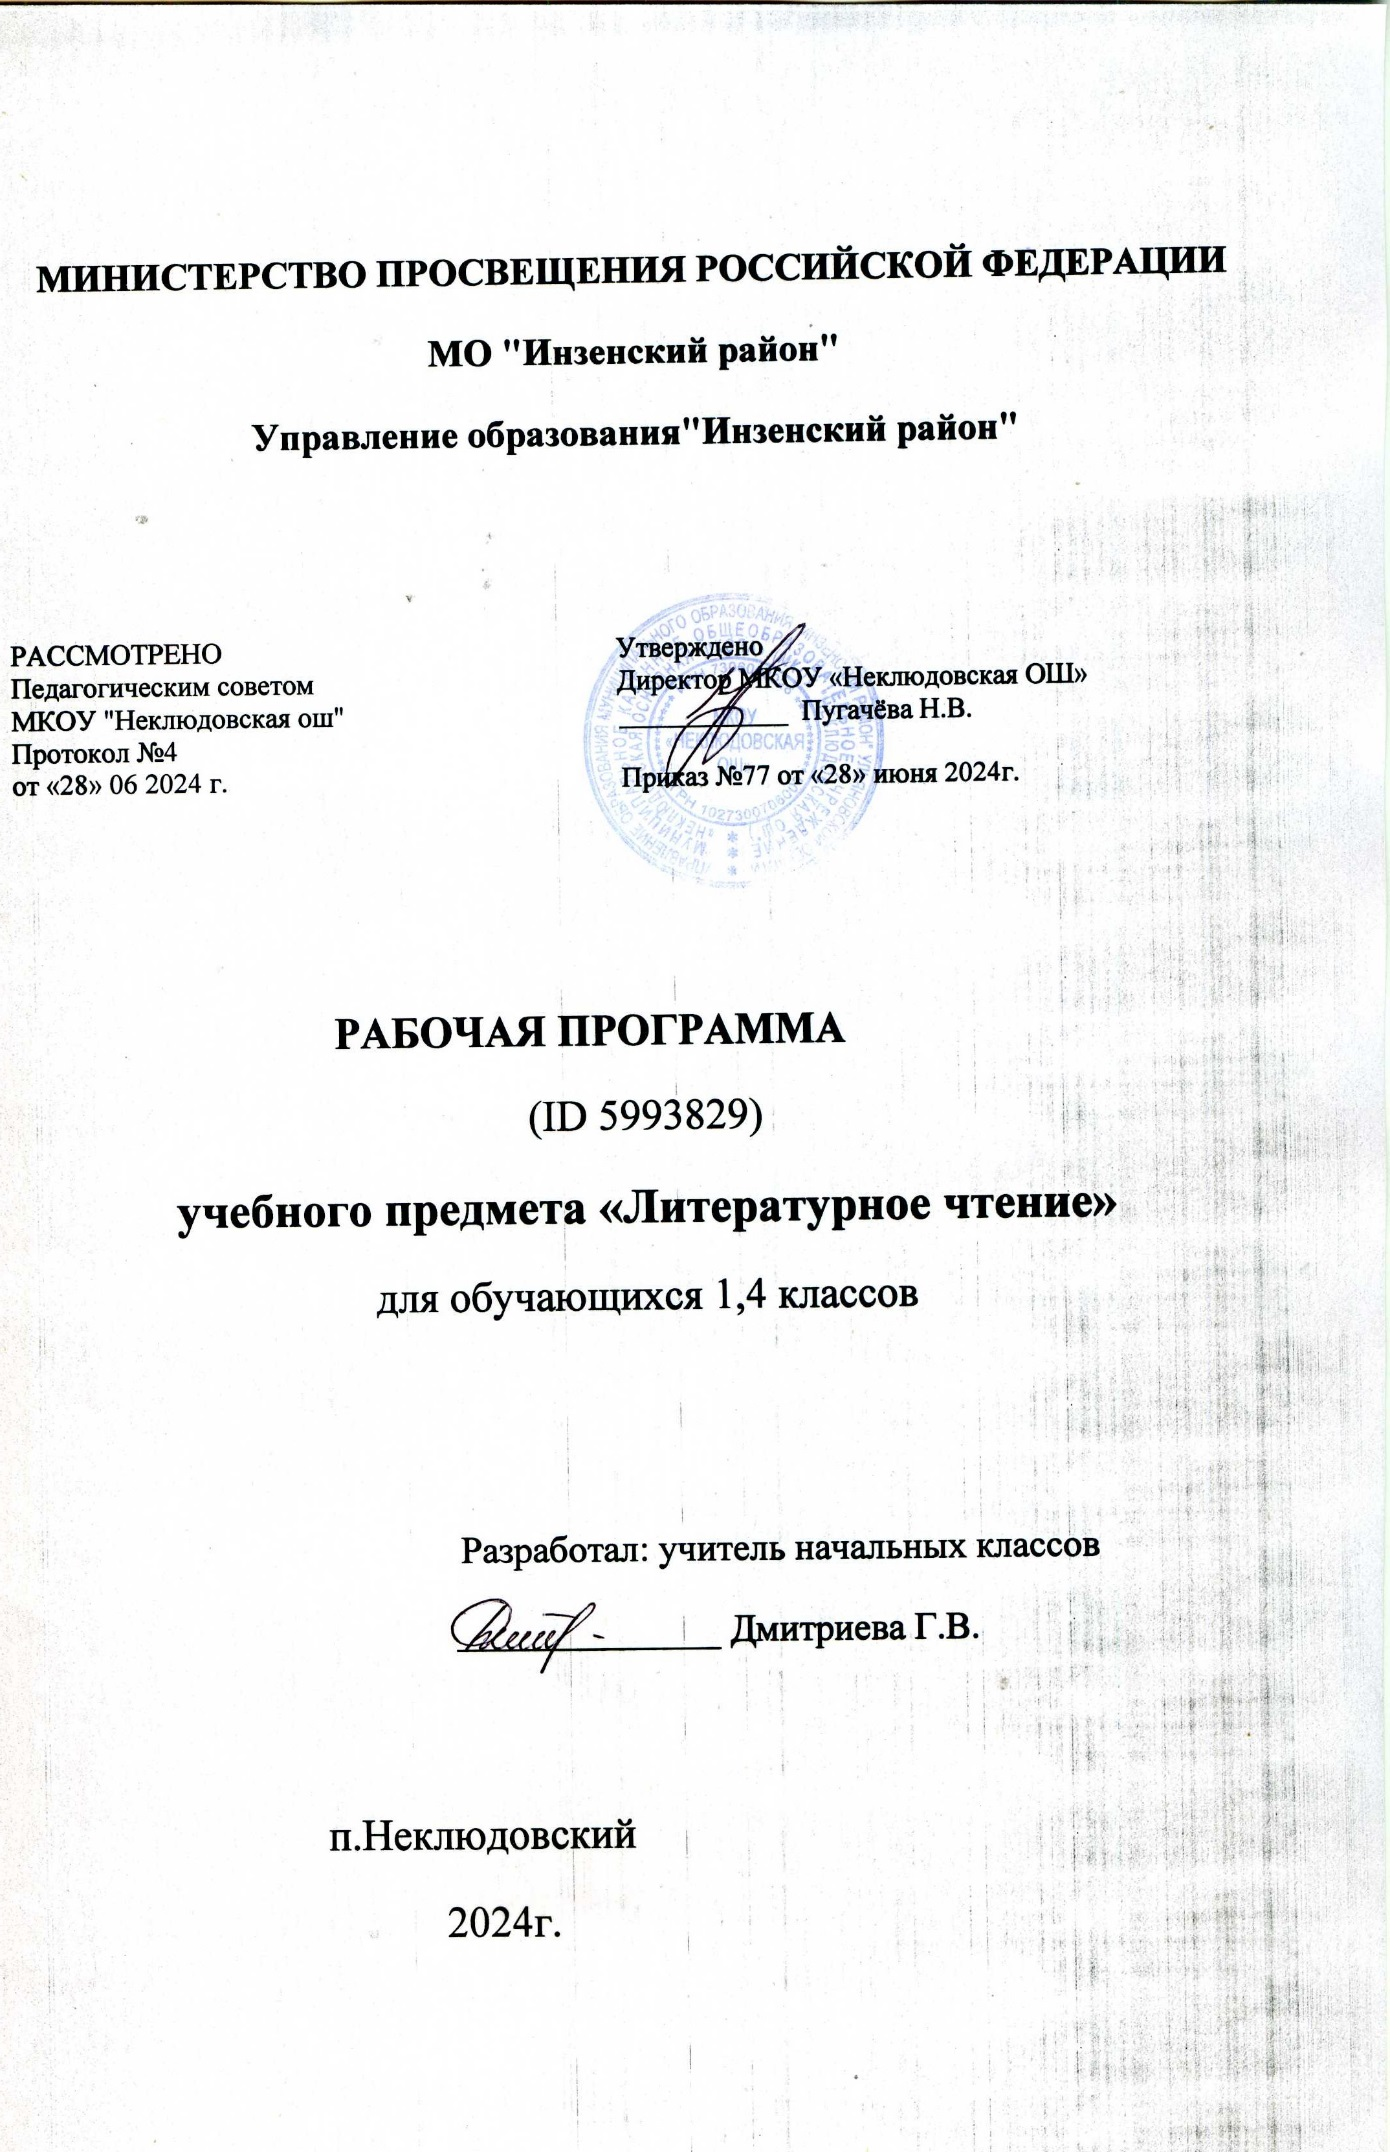 МИНИСТЕРСТВО ПРОСВЕЩЕНИЯ РОССИЙСКОЙ ФЕДЕРАЦИИ
МО "Инзенский район"
Управление образования"Инзенский район"
РАССМОТРЕНО
Педагогическим советом
МКОУ "Неклюдовская ош"
Протокол №4
от «28» 06 2024 г.
Утверждено
Директор МКОУ «Неклюдовская ОШ»
Пугачёва Н.В.
Приказ №77 от «28» июня 2024г.
«НЕКЛЮДОВСКАЯ
РАБОЧАЯ ПРОГРАММА
(ID 5993829)
учебного предмета «Литературное чтение»
для обучающихся 1,4 классов
Разработал: учитель начальных классов
Дмитриева Г.В.
п.Неклюдовский
2024г.